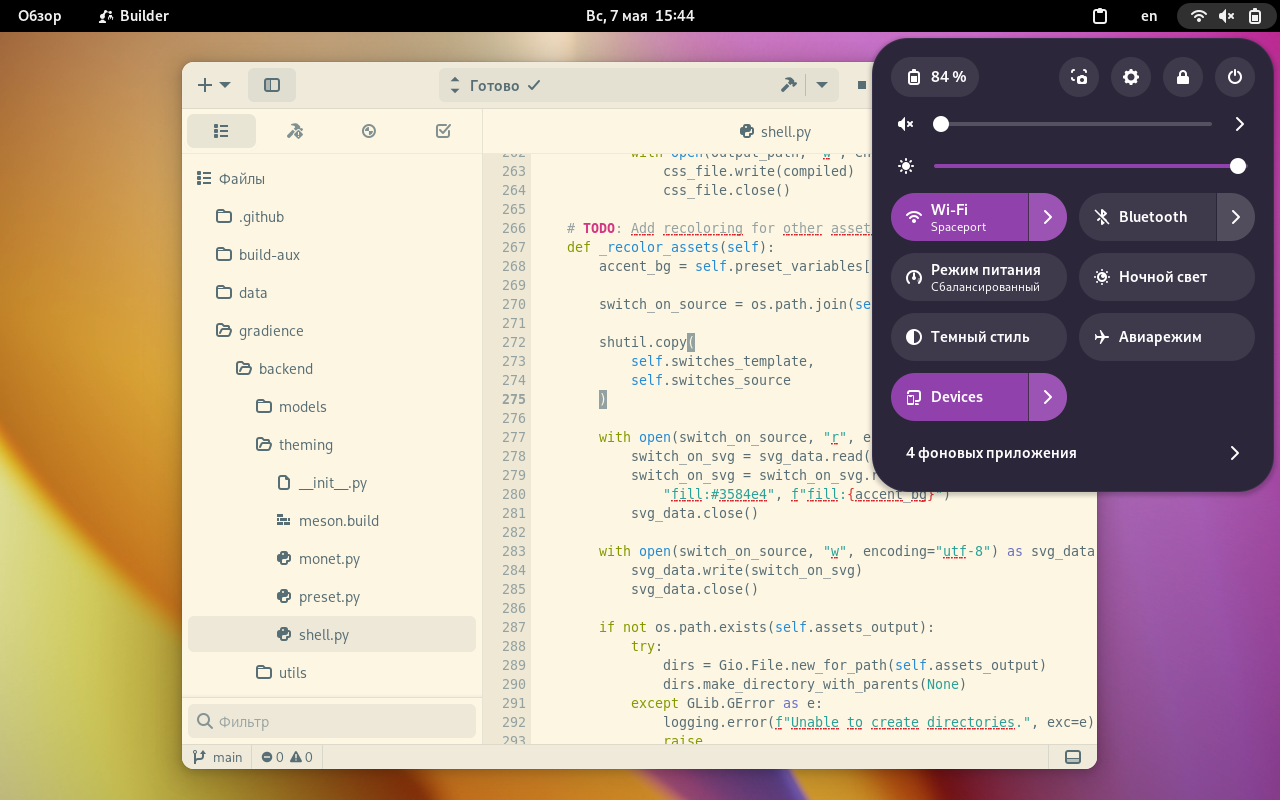 Обзор
Builder
Вс, 7 мая 15:44
en
84 %
Wi-Fi
Spaceport
Bluetooth
Режим питания
Сбалансированный
Ночной свет
Темный стиль
Авиарежим
Devices
4 фоновых приложения
Готово
shell.py
Файлы
.github
build-aux
data
gradience
backend
models
theming
__init__.py
meson.build
monet.py
preset.py
shell.py
utils
Фильтр
main
0
0
262 with open(output_path, "w", en
263 css_file.write(compiled)
264 css_file.close()
265
266 # TODO: Add recoloring for other asset
267 def _recolor_assets(self):
268 accent_bg = self.preset_variables[
269
270 switch_on_source = os.path.join(se
271
272 shutil.copy(
273 self.switches_template,
274 self.switches_source
275 )
276
277 with open(switch_on_source, "r", e
278 switch_on_svg = svg_data.read(
279 switch_on_svg = switch_on_svg.r
280 "fill:#3584e4", f"fill:{accent_bg}")
281 svg_data.close()
282
283 with open(switch_on_source, "w", encoding="utf-8") as svg_data
284 svg_data.write(switch_on_svg)
285 svg_data.close()
286
287 if not os.path.exists(self.assets_output):
288 try:
289 dirs = Gio.File.new_for_path(self.assets_output)
290 dirs.make_directory_with_parents(None)
291 except GLib.GError as e:
292 logging.error(f"Unable to create directories.", exc=e)
293 raise